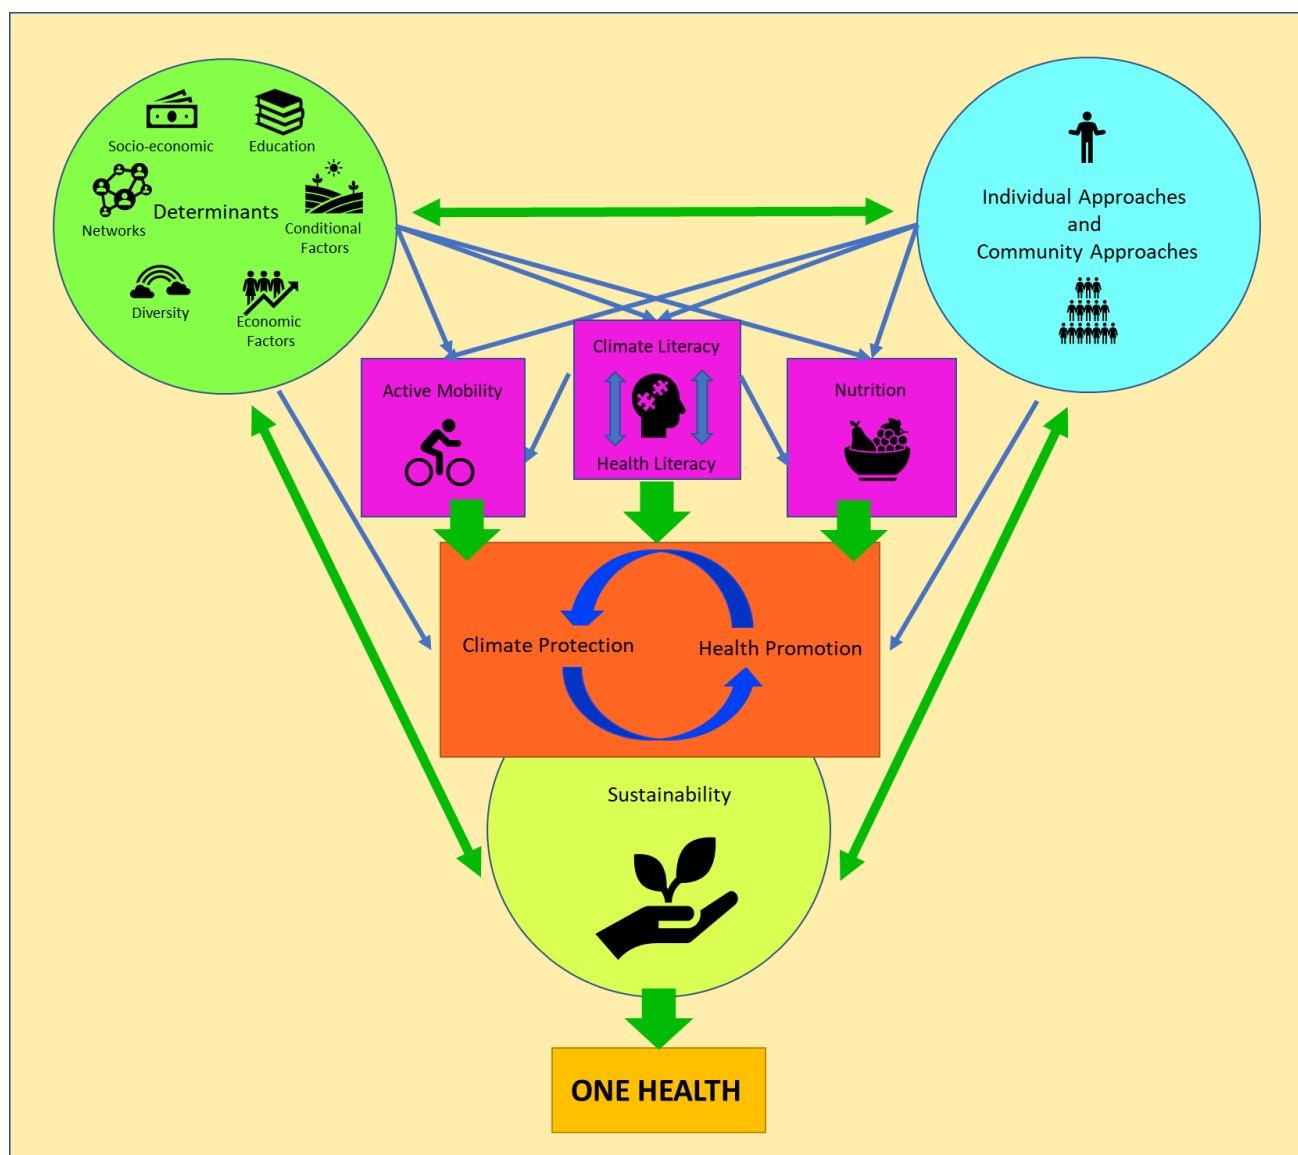 Socio-economic
Education
Networks
Determinants
Conditional
Factors
Diversity
Economic
Factors
Individual Approaches
and
Community Approaches
Active Mobility
Climate Literacy
Health Literacy
Nutrition
Climate Protection
Health Promotion
Sustainability
ONE HEALTH